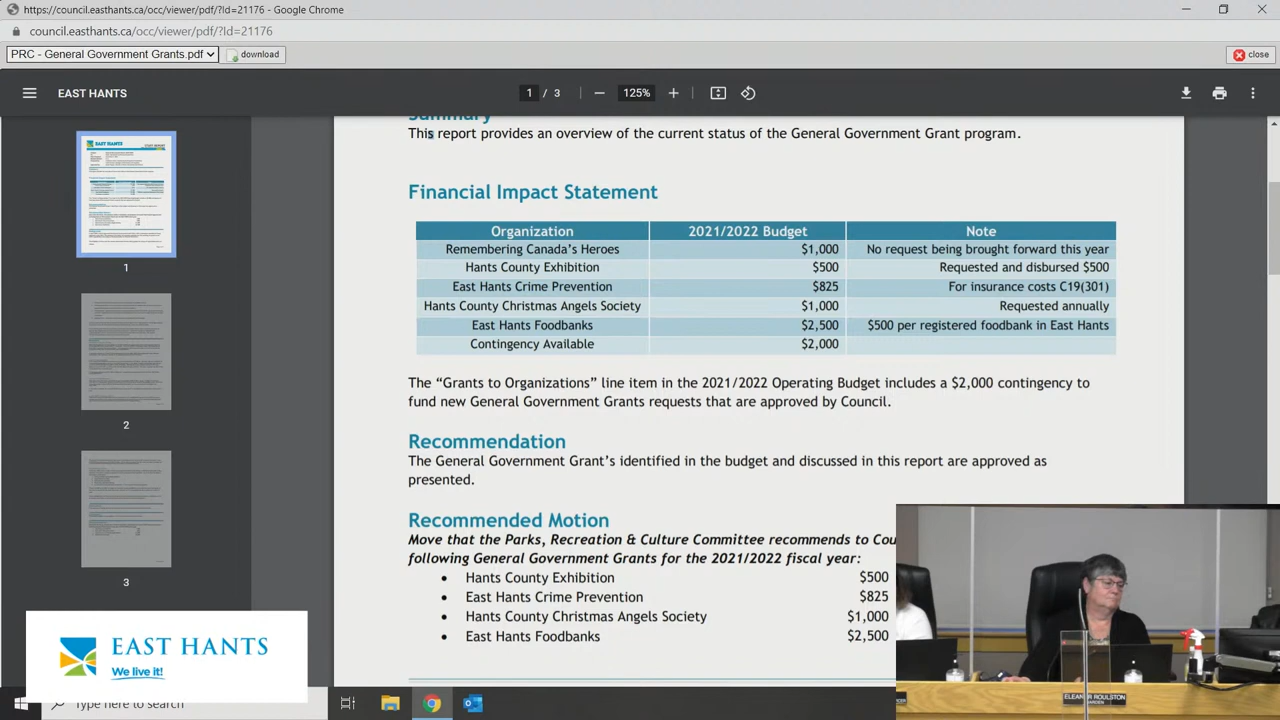 https://council.easthants.ca/occ/viewer/pdf/?Id=21176 - Google Chrome
council.easthants.ca/occ/viewer/pdf/?Id=21176
PRC - General Government Grants.pdf download close
EAST HANTS 1 / 3 125%
Summary
This report provides an overview of the current status of the General Government Grant program.
Financial Impact Statement
Organization 2021/2022 Budget Note
Remembering Canada's Heroes $1,000 No request being brought forward this year
Hants County Exhibition $500 Requested and disbursed $500
East Hants Crime Prevention $825 For insurance costs C19(301)
Hants County Christmas Angels Society $1,000 Requested annually
East Hants Foodbanks $2,500 $500 per registered foodbank in East Hants
Contingency Available $2,000
The “Grants to Organizations” line item in the 2021/2022 Operating Budget includes a $2,000 contingency to
fund new General Government Grants requests that are approved by Council.
Recommendation
The General Government Grant’s identified in the budget and discussed in this report are approved as
presented.
Recommended Motion
Move that the Parks, Recreation & Culture Committee recommends to Cou
following General Government Grants for the 2021/2022 fiscal year:
• Hants County Exhibition $500
• East Hants Crime Prevention $825
• Hants County Christmas Angels Society $1,000
• East Hants Foodbanks $2,500
1
2
3
EAST HANTS
We live it!
Type here to search
ELEANOR ROULSTON
WARDEN